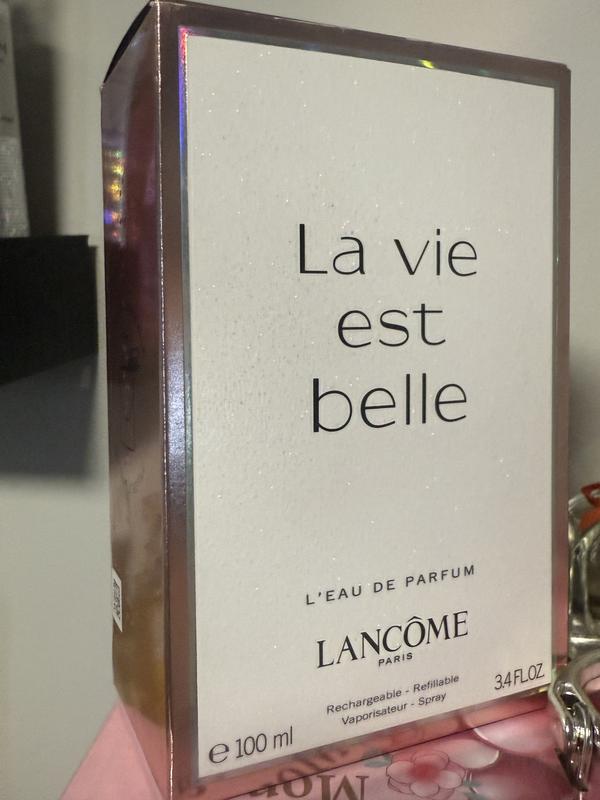 La vie
est
belle
L'EAU DE PARFUM
LANCÔME
PARIS
Rechargeable - Refillable
Vaporisateur - Spray
℮ 100 ml
3.4 FL.OZ.